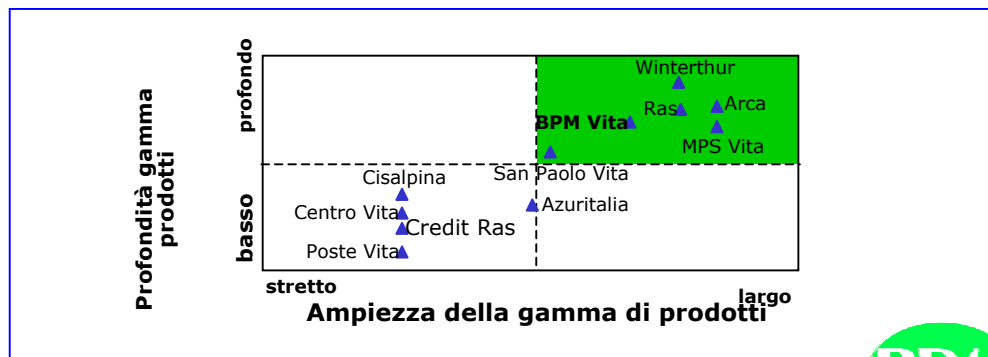 Profondità gamma
prodotti
profondo
basso
Winterthur
Ras
Arca
BPM Vita
MPS Vita
San Paolo Vita
Cisalpina
Azuritalia
Centro Vita
Credit Ras
Poste Vita
stretto
largo
Ampiezza della gamma di prodotti